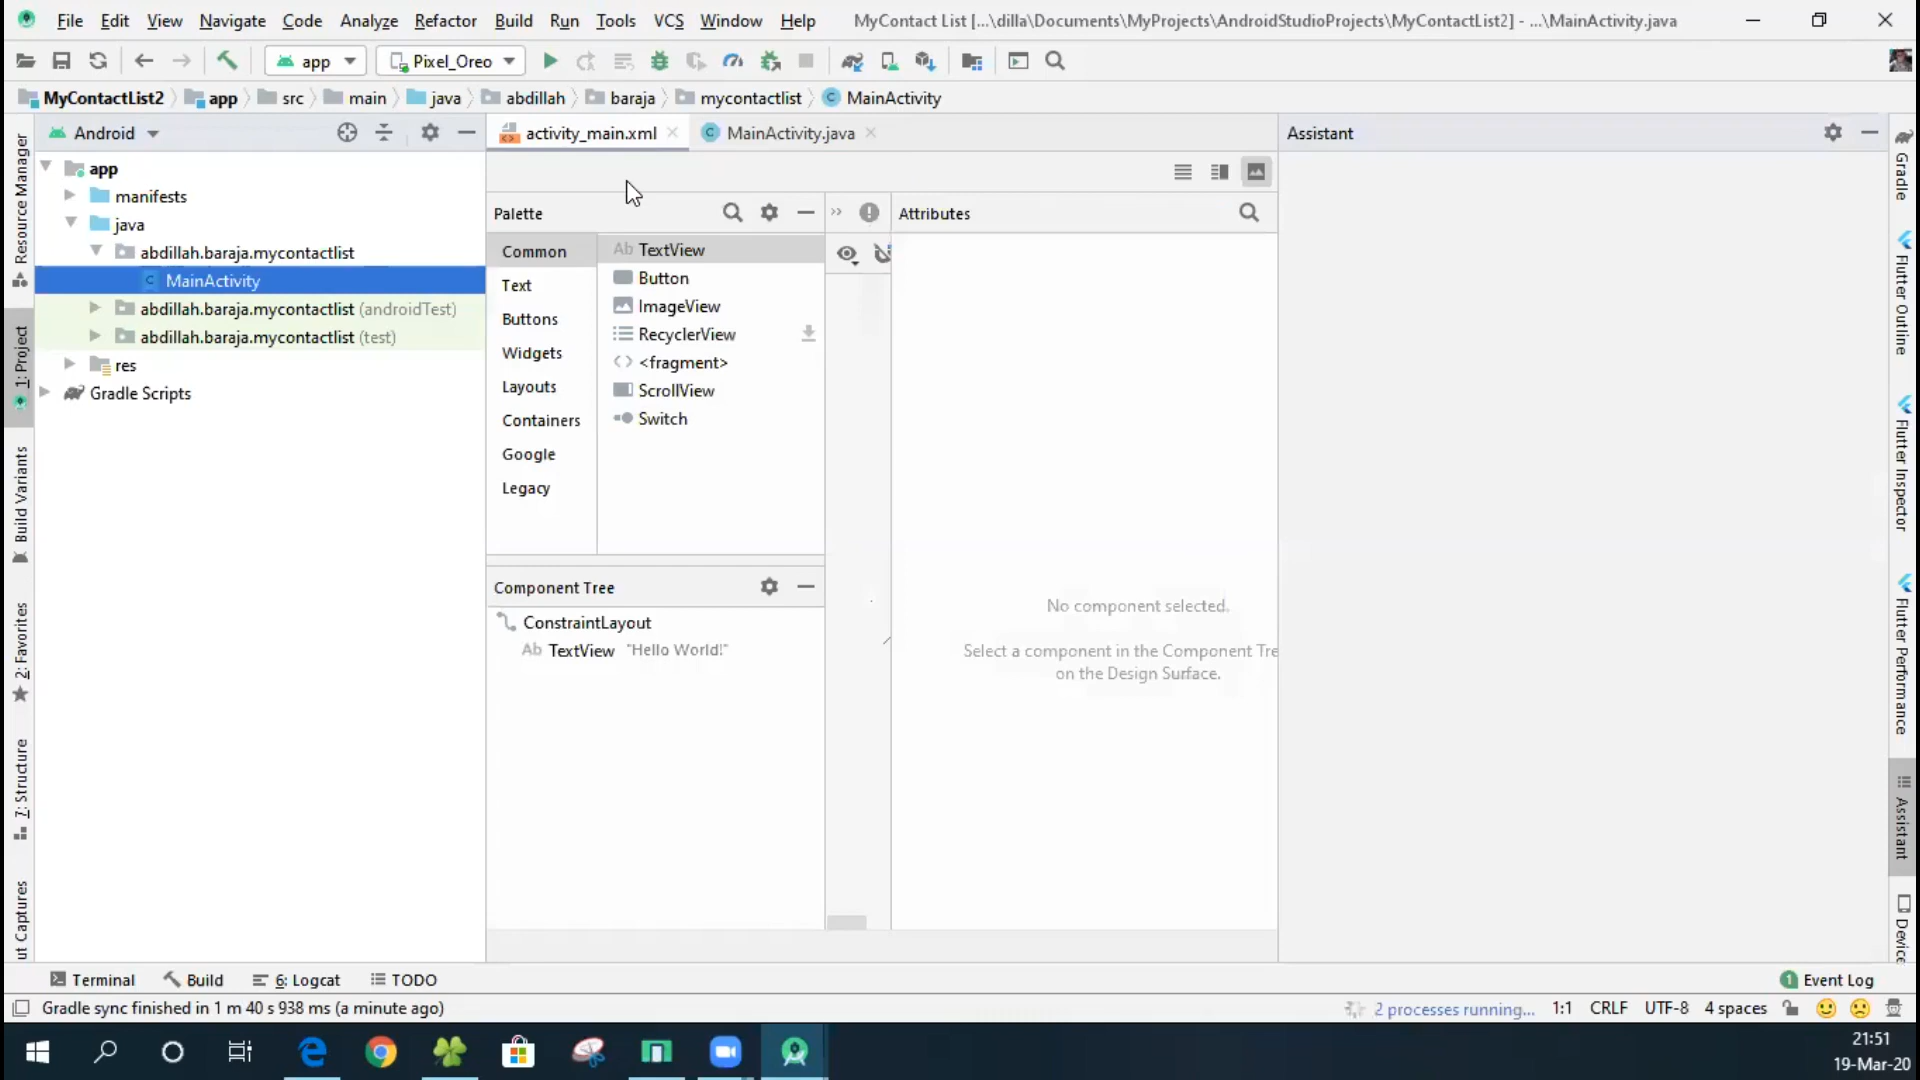 File Edit View Navigate Code Analyze Refactor Build Run Tools VCS Window Help MyContact List [...\dilla\Documents\MyProjects\AndroidStudioProjects\MyContactList2] - ...\MainActivity.java
app Pixel_Oreo
MyContactList2 app src main java abdillah baraja mycontactlist MainActivity
Android
activity_main.xml MainActivity.java
Assistant
app
manifests
java
abdillah.baraja.mycontactlist
MainActivity
abdillah.baraja.mycontactlist (androidTest)
abdillah.baraja.mycontactlist (test)
res
Gradle Scripts
Resource Manager
1: Project
Build Variants
2: Favorites
7: Structure
ut Captures
Palette
Common
Text
Buttons
Widgets
Layouts
Containers
Google
Legacy
Ab TextView
Button
ImageView
RecyclerView
<fragment>
ScrollView
Switch
Component Tree
ConstraintLayout
Ab TextView "Hello World!"
Attributes
No component selected.
Select a component in the Component Tre
on the Design Surface.
Gradle
Flutter Outline
Flutter Inspector
Flutter Performance
Assistant
Device
Terminal Build 6: Logcat TODO
1 Event Log
Gradle sync finished in 1 m 40 s 938 ms (a minute ago)
2 processes running... 1:1 CRLF UTF-8 4 spaces
21:51
19-Mar-20